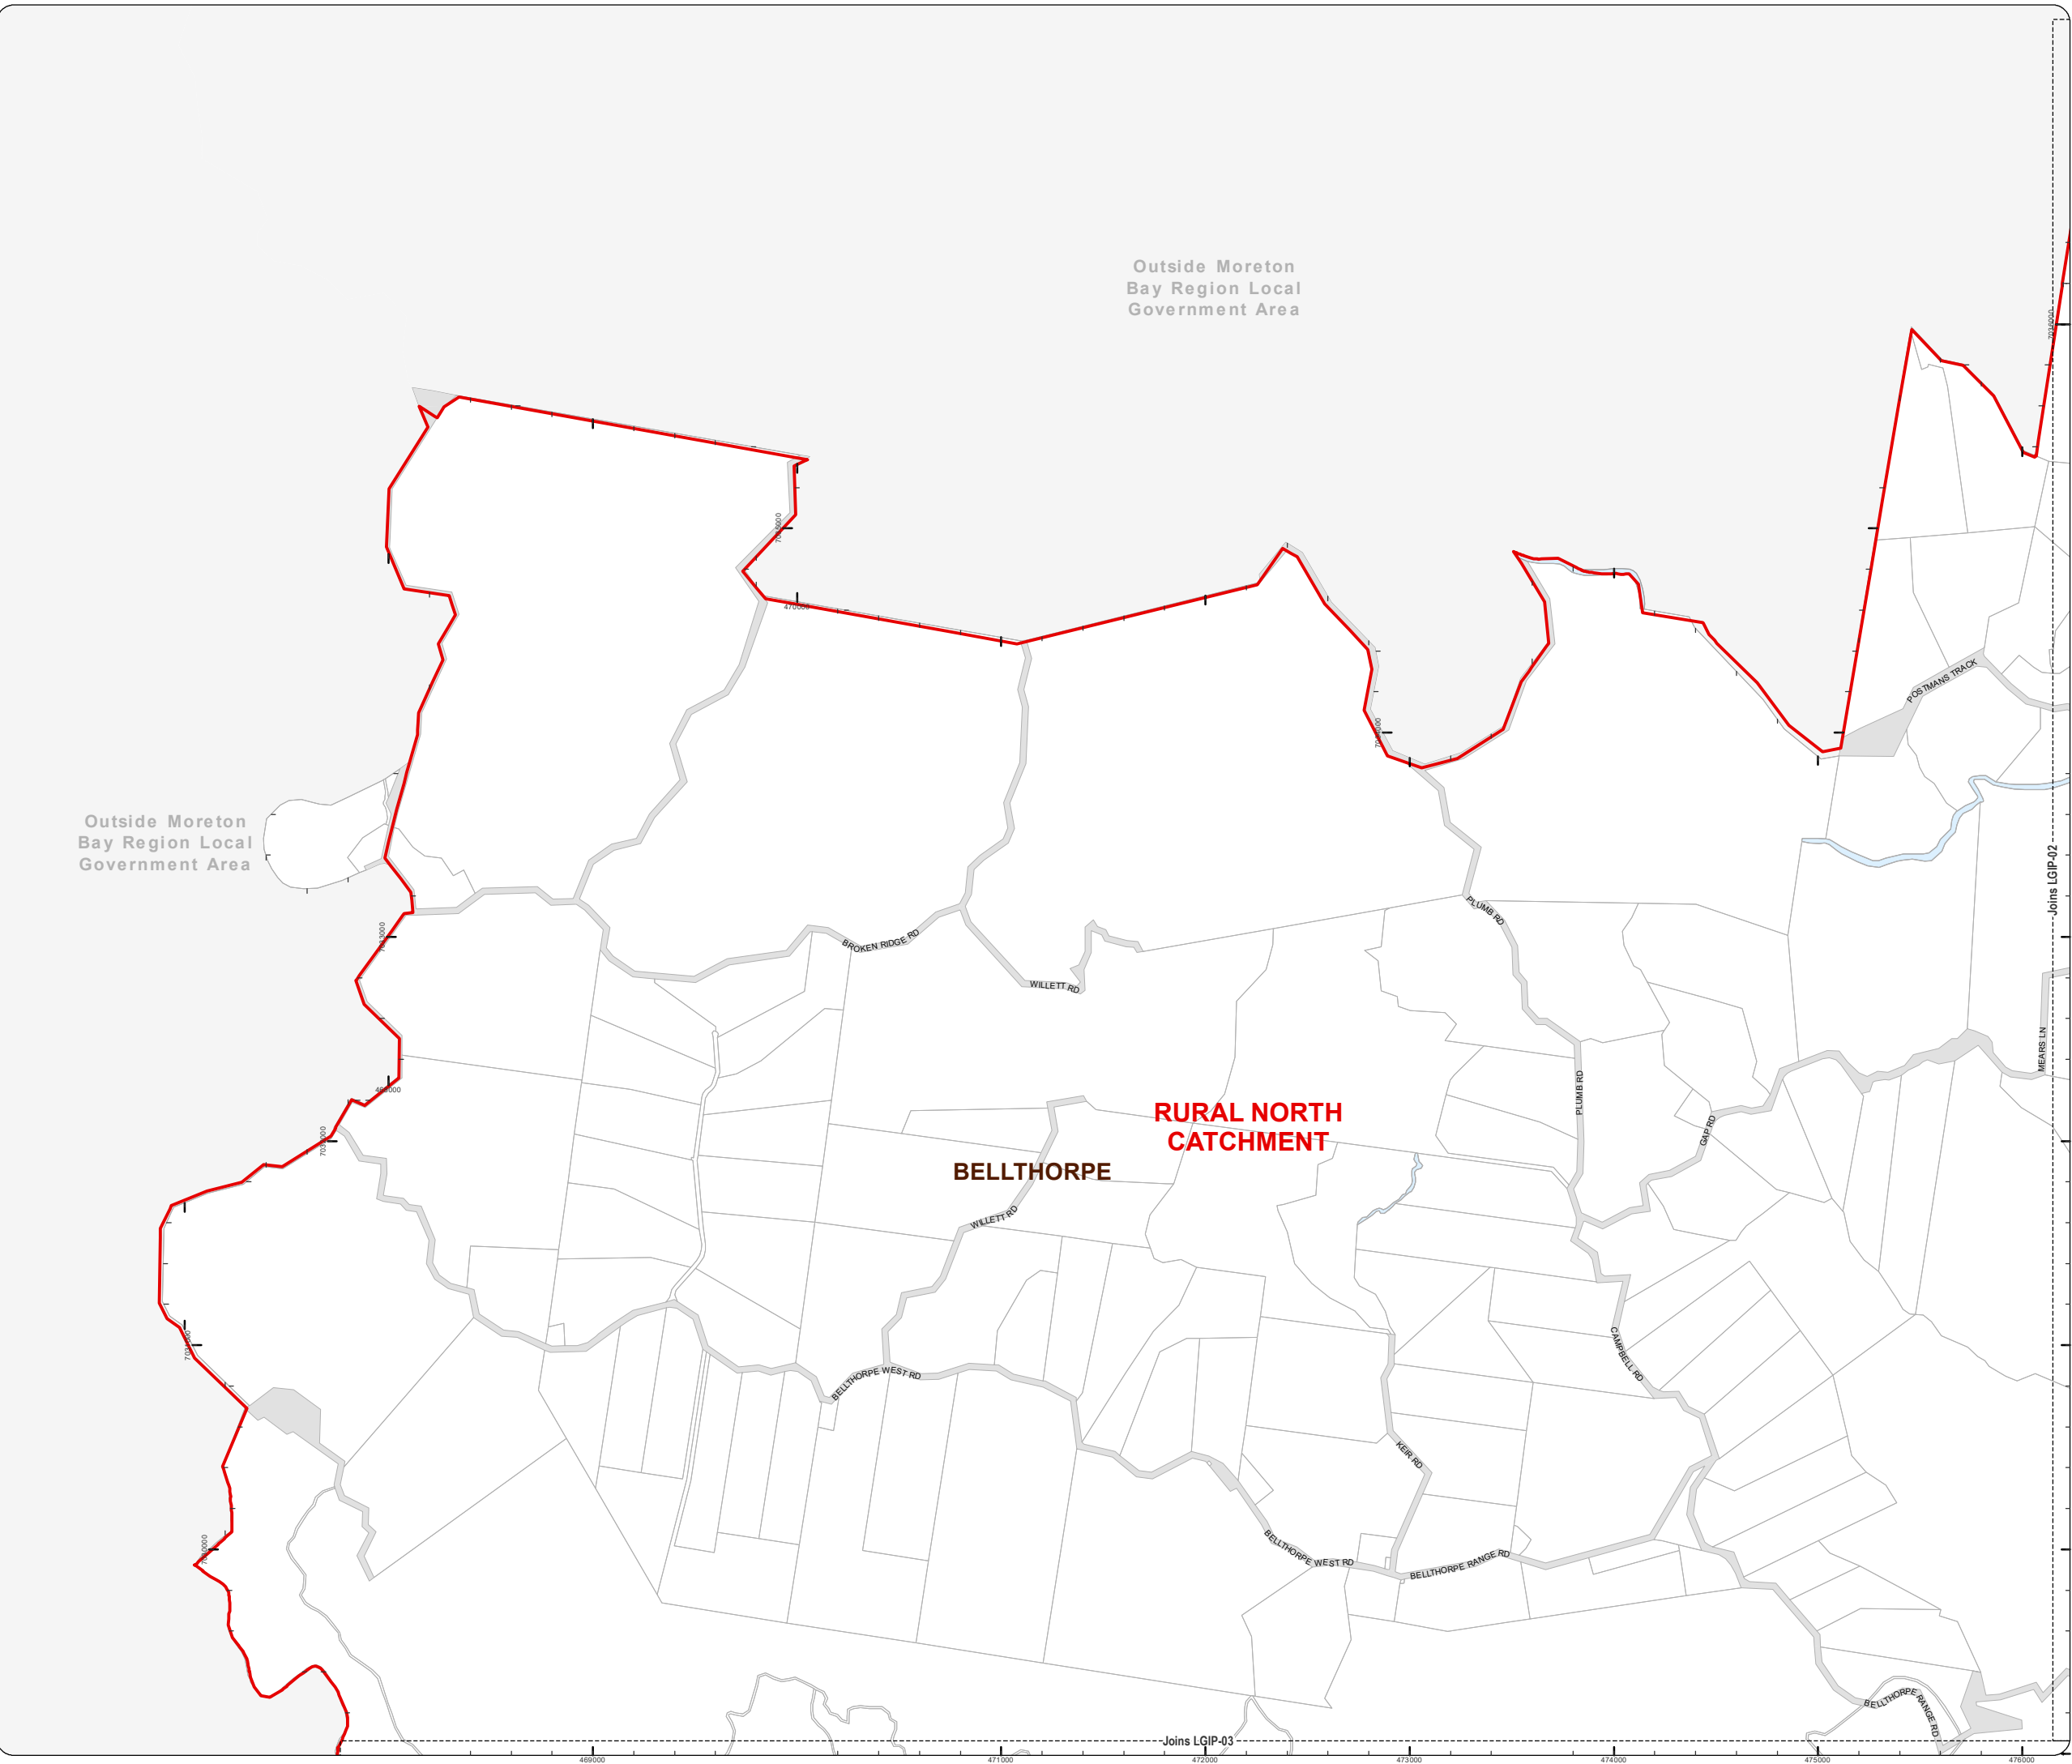 Outside Moreton
Bay Region Local
Government Area
7036000
7035000
470000
POSTMANS TRACK
Outside Moreton
Bay Region Local
Government Area
Joins LGIP-02
PLUMB RD
BROKEN RIDGE RD
WILLETT RD
MEARS LN
PLUMB RD
RURAL NORTH
CATCHMENT
GAP RD
BELLTHORPE
WILLETT RD
CAMPBELL RD
BELLTHORPE WEST RD
KEIR RD
BELLTHORPE WEST RD
BELLTHORPE RANGE RD
BELLTHORPE RANGE RD
Joins LGIP-03
469000
471000
472000
473000
474000
475000
476000